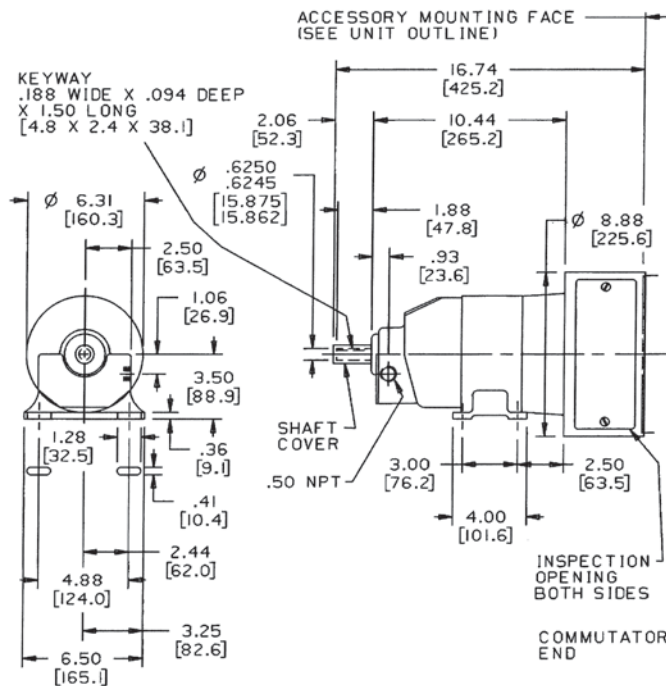 ACCESSORY MOUNTING FACE
(SEE UNIT OUTLINE)
KEYWAY
.188 WIDE X .094 DEEP
X 1.50 LONG
[4.8 X 2.4 X 38.1]
16.74
[425.2]
2.06
[52.3]
10.44
[265.2]
Ø .6250
.6245
[15.875]
[15.862]
Ø 6.31
[160.3]
1.88
[47.8]
Ø 8.88
[225.6]
2.50
[63.5]
.93
[23.6]
1.06
[26.9]
3.50
[88.9]
1.28
[32.5]
.36
[9.1]
SHAFT
COVER
.50 NPT
3.00
[76.2]
2.50
[63.5]
.41
[10.4]
4.00
[101.6]
2.44
[62.0]
4.88
[124.0]
INSPECTION
OPENING
BOTH SIDES
3.25
[82.6]
6.50
[165.1]
COMMUTATOR
END